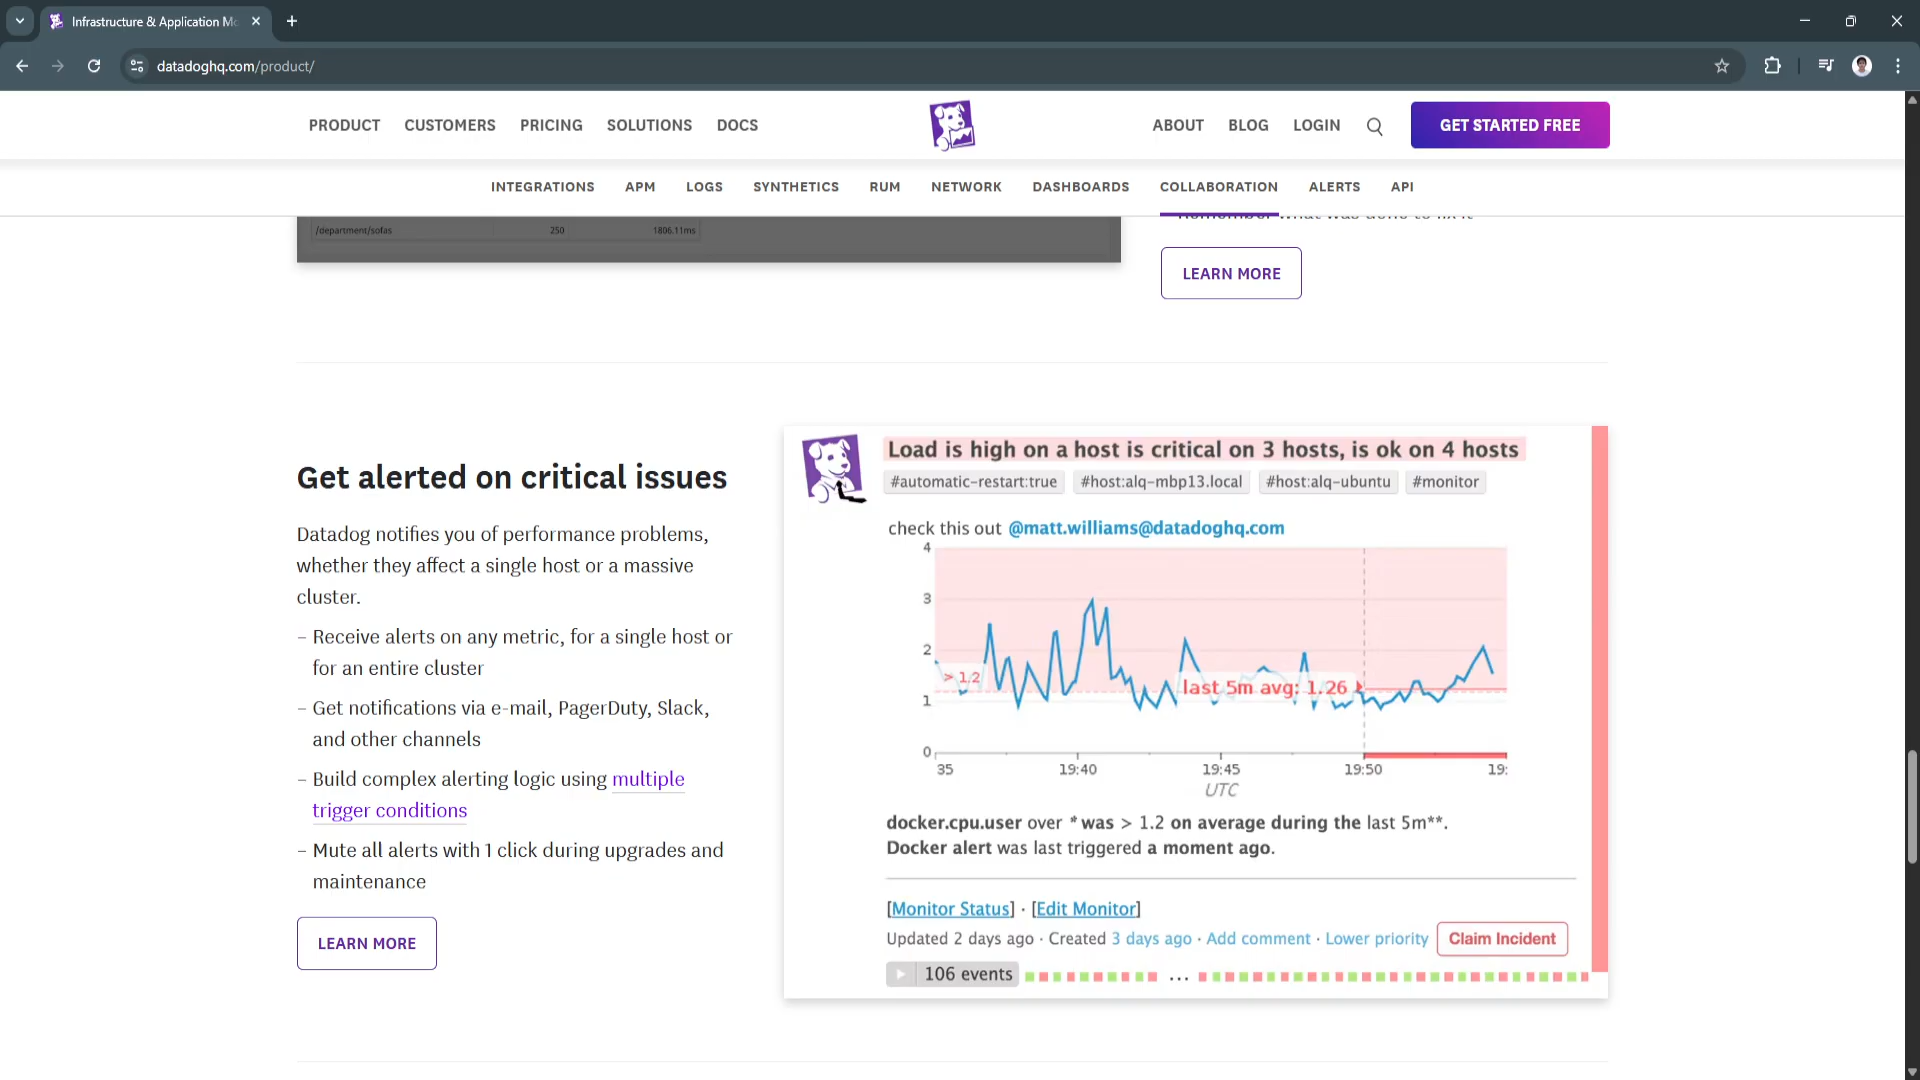 Infrastructure & Application Mo
datadoghq.com/product/
PRODUCT CUSTOMERS PRICING SOLUTIONS DOCS ABOUT BLOG LOGIN GET STARTED FREE
INTEGRATIONS APM LOGS SYNTHETICS RUM NETWORK DASHBOARDS COLLABORATION ALERTS API
/department/sofas 250 1806.11ms
Remember what was done to fix it
LEARN MORE
Get alerted on critical issues
Datadog notifies you of performance problems,
whether they affect a single host or a massive
cluster.
– Receive alerts on any metric, for a single host or
for an entire cluster
– Get notifications via e-mail, PagerDuty, Slack,
and other channels
– Build complex alerting logic using multiple
trigger conditions
– Mute all alerts with 1 click during upgrades and
maintenance
LEARN MORE
Load is high on a host is critical on 3 hosts, is ok on 4 hosts
#automatic-restart:true #host:alq-mbp13.local #host:alq-ubuntu #monitor
check this out @matt.williams@datadoghq.com
4
3
2
> 1.2
last 5m avg: 1.26
1
0
35 19:40 19:45 19:50 19:
UTC
docker.cpu.user over * was > 1.2 on average during the last 5m**.
Docker alert was last triggered a moment ago.
[Monitor Status] · [Edit Monitor]
Updated 2 days ago · Created 3 days ago · Add comment · Lower priority Claim Incident
106 events ...